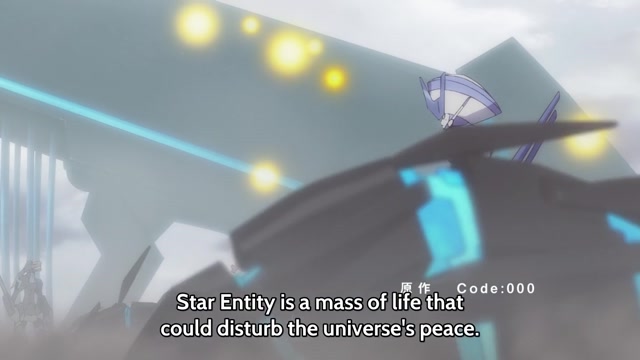 原作 Code:000
Star Entity is a mass of life that
could disturb the universe's peace.